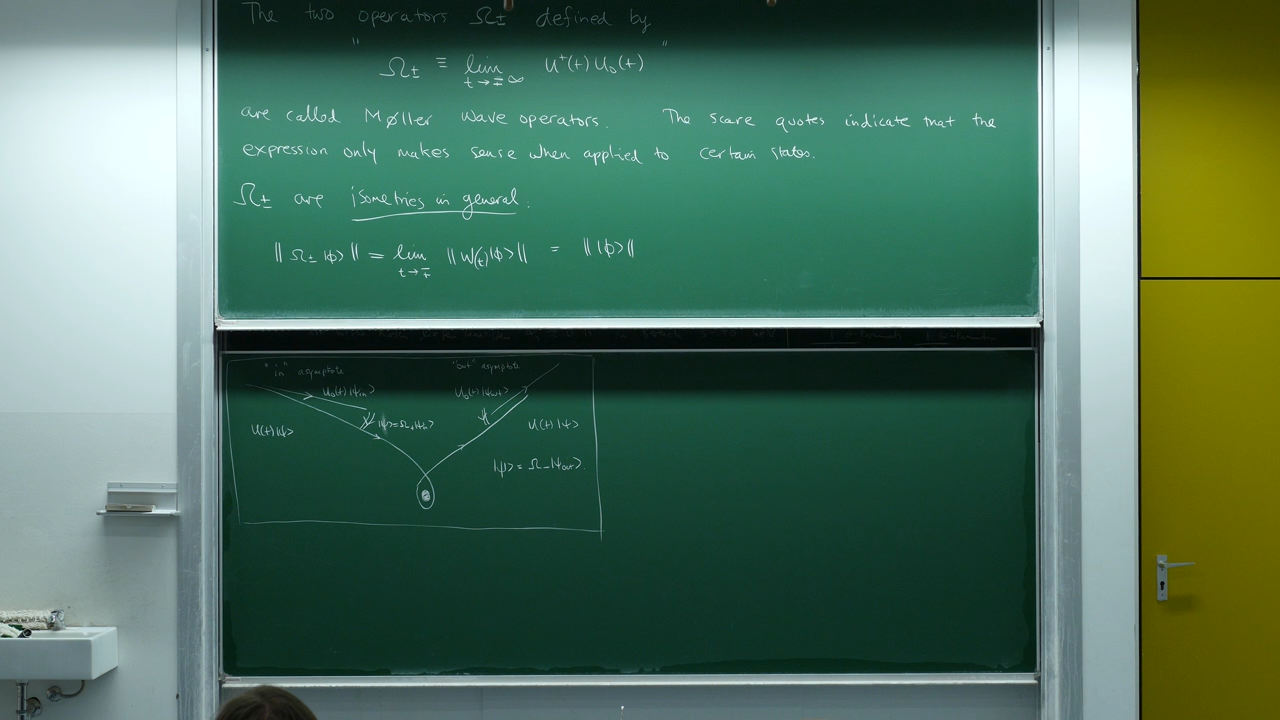 The two operators Ω± defined by
" Ω± ≡ lim t→∓∞ U†(t) U₀(t) "
are called Møller wave operators. The scare quotes indicate that the
expression only makes sense when applied to certain states.
Ω± are isometries in general.
‖Ω±|φ⟩‖ = lim t→∓ ‖W(t)|φ⟩‖ = ‖|φ⟩‖
"in" asymptote "out" asymptote
U₀(t)|ψin⟩ U₀(t)|ψout⟩
U(t)|ψ⟩ |ψ⟩=Ω₊|ψin⟩ U(t)|ψ⟩
|ψ⟩ = Ω₋|ψout⟩.